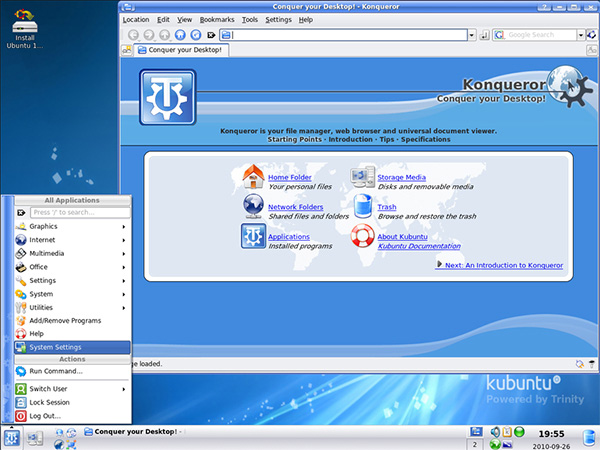 Install
Ubuntu 1...
Conquer your Desktop! - Konqueror
Location Edit View Bookmarks Tools Settings Help
Google Search
Conquer your Desktop!
Konqueror
Conquer your Desktop!
Konqueror is your file manager, web browser and universal document viewer.
Starting Points - Introduction - Tips - Specifications
Home Folder
Your personal files
Storage Media
Disks and removable media
Network Folders
Shared files and folders
Trash
Browse and restore the trash
Applications
Installed programs
About Kubuntu
Kubuntu Documentation
Next: An Introduction to Konqueror
ge loaded.
All Applications
Press '/' to search...
Graphics
Internet
Multimedia
Office
Settings
System
Utilities
Add/Remove Programs
Help
System Settings
Actions
Run Command...
Switch User
Lock Session
Log Out...
kubuntu
Powered by Trinity
Conquer your Desktop! -
2
19:55
2010-09-26